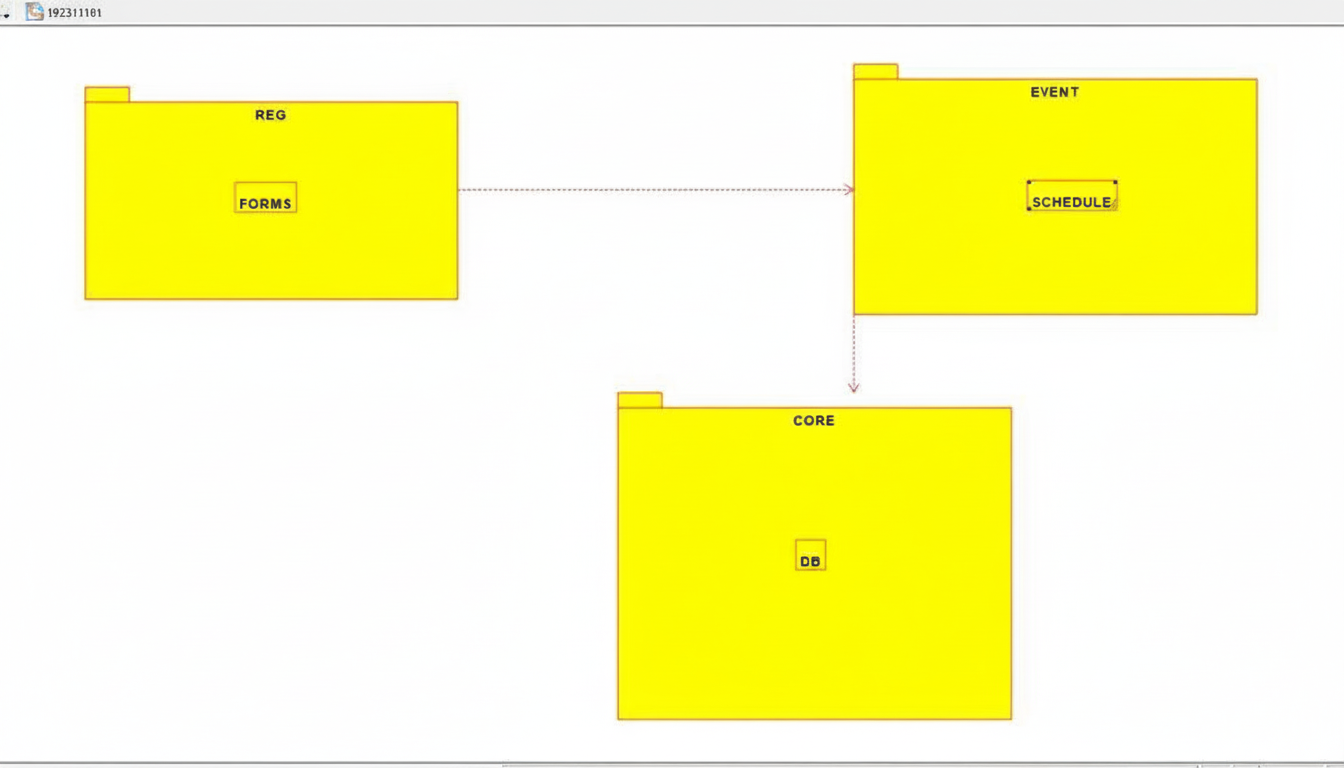 192311101
REG
EVENT
FORMS
SCHEDULE
CORE
DB